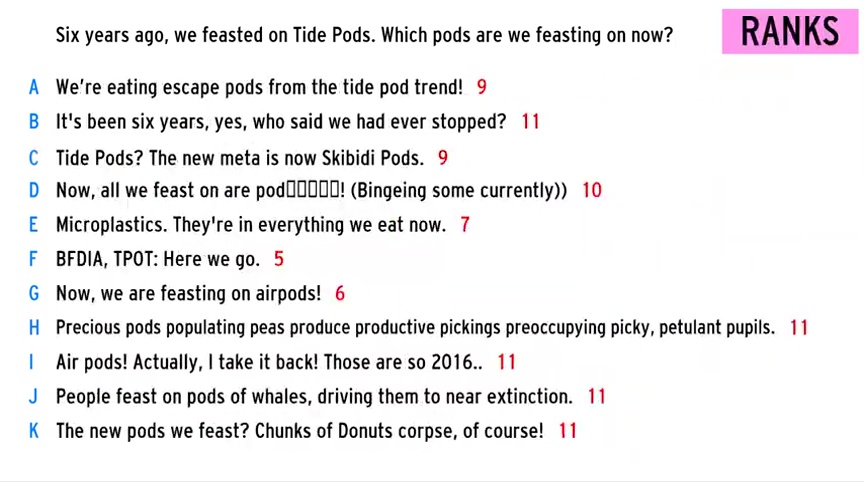 Six years ago, we feasted on Tide Pods. Which pods are we feasting on now?
RANKS
A We're eating escape pods from the tide pod trend! 9
B It's been six years, yes, who said we had ever stopped? 11
C Tide Pods? The new meta is now Skibidi Pods. 9
D Now, all we feast on are pod▯▯▯▯▯! (Bingeing some currently)) 10
E Microplastics. They're in everything we eat now. 7
F BFDIA, TPOT: Here we go. 5
G Now, we are feasting on airpods! 6
H Precious pods populating peas produce productive pickings preoccupying picky, petulant pupils. 11
I Air pods! Actually, I take it back! Those are so 2016.. 11
J People feast on pods of whales, driving them to near extinction. 11
K The new pods we feast? Chunks of Donuts corpse, of course! 11